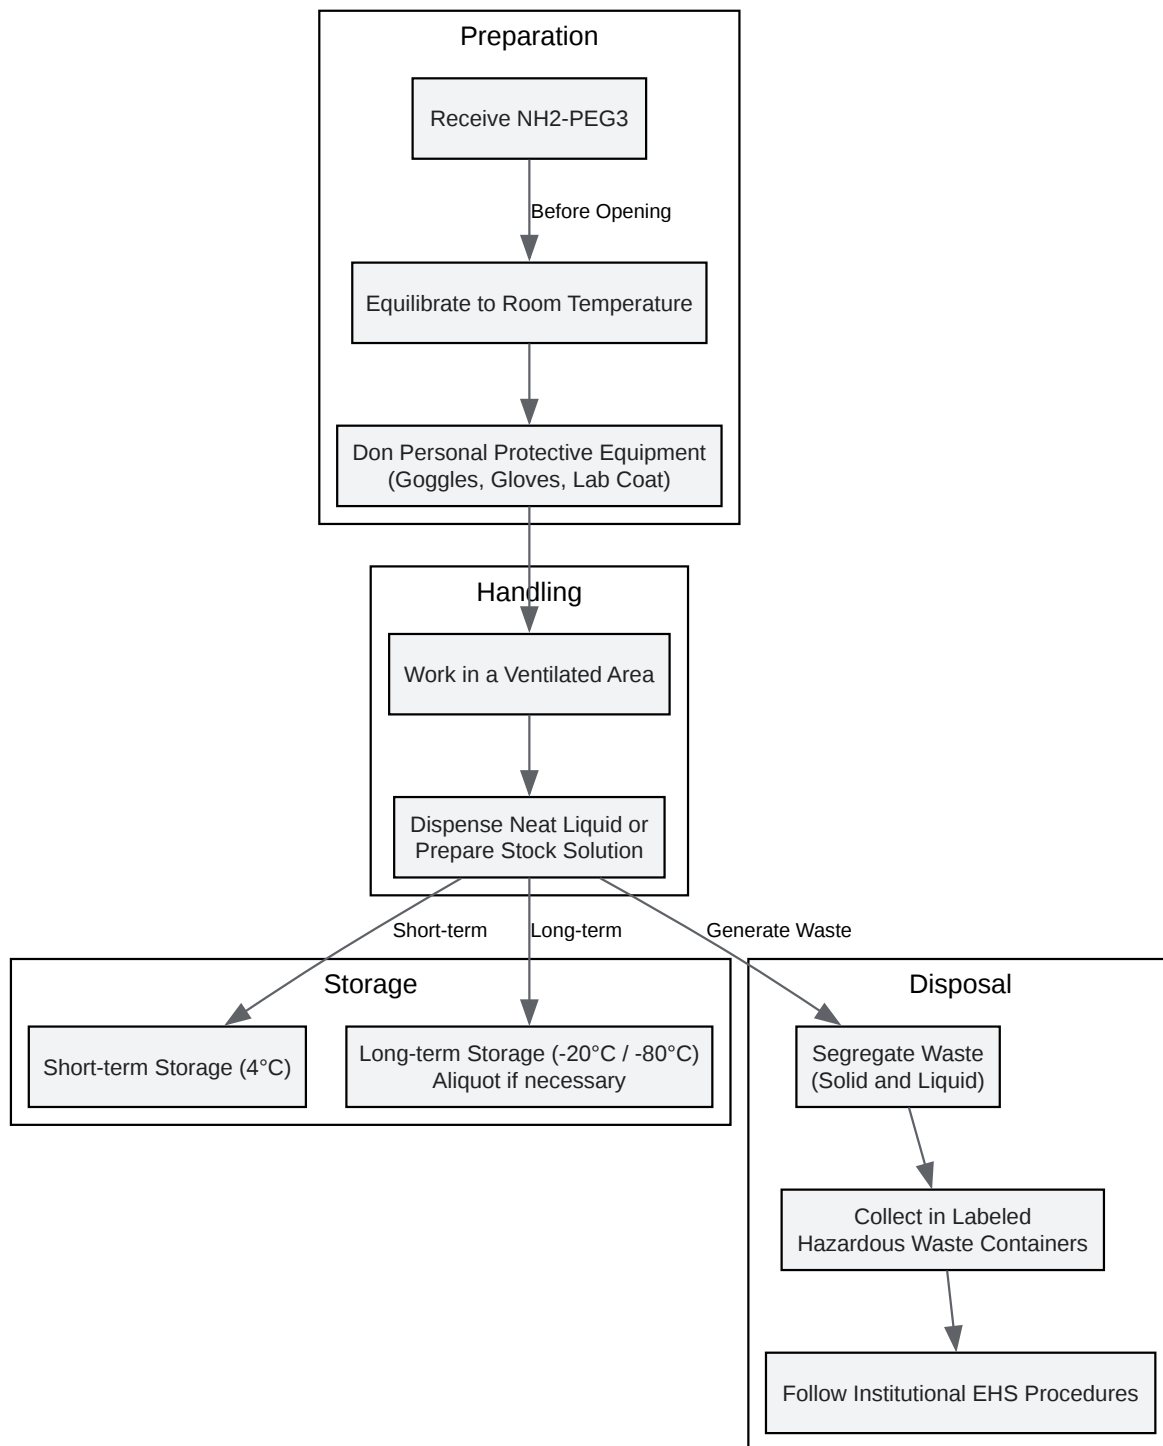 Preparation
Receive NH2-PEG3
Before Opening
Equilibrate to Room Temperature
Don Personal Protective Equipment
(Goggles, Gloves, Lab Coat)
Handling
Work in a Ventilated Area
Dispense Neat Liquid or
Prepare Stock Solution
Short-term
Long-term
Generate Waste
Storage
Short-term Storage (4°C)
Long-term Storage (-20°C / -80°C)
Aliquot if necessary
Disposal
Segregate Waste
(Solid and Liquid)
Collect in Labeled
Hazardous Waste Containers
Follow Institutional EHS Procedures